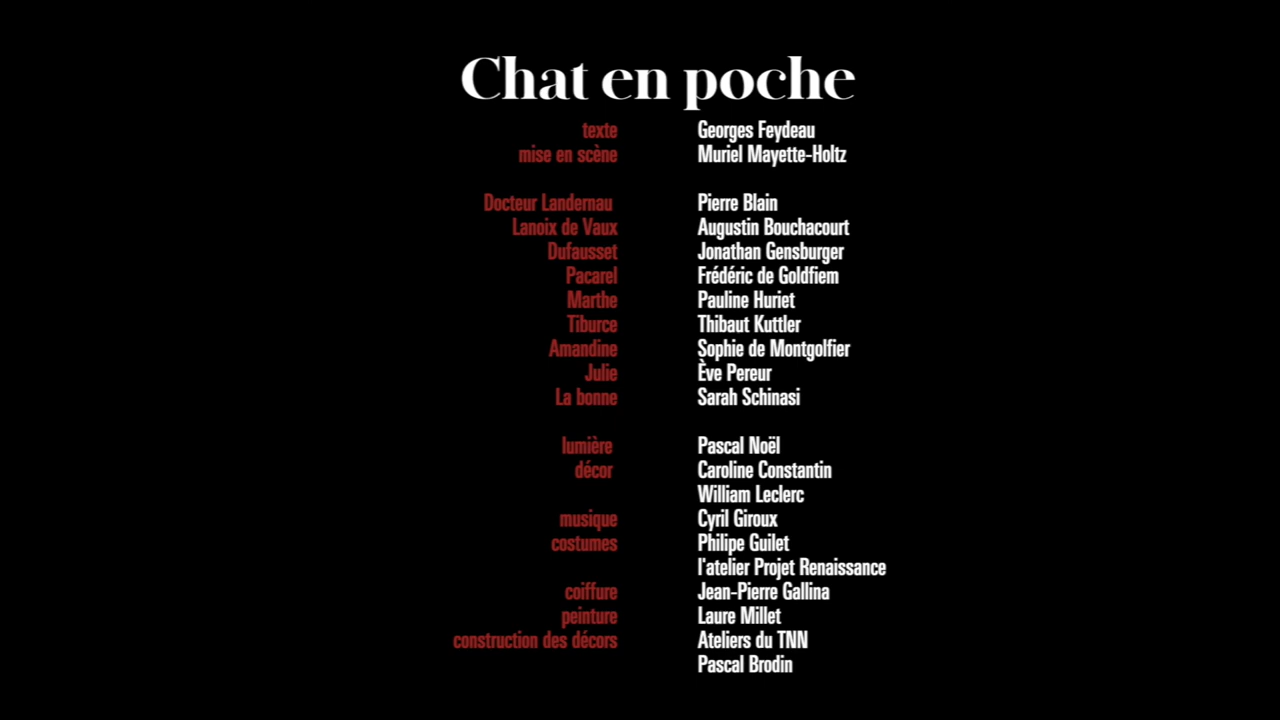 Chat en poche
texte Georges Feydeau
mise en scène Muriel Mayette-Holtz
Docteur Landernau Pierre Blain
Lanoix de Vaux Augustin Bouchacourt
Dufausset Jonathan Gensburger
Pacarel Frédéric de Goldfiem
Marthe Pauline Huriet
Tiburce Thibaut Kuttler
Amandine Sophie de Montgolfier
Julie Ève Pereur
La bonne Sarah Schinasi
lumière Pascal Noël
décor Caroline Constantin
William Leclerc
musique Cyril Giroux
costumes Philipe Guilet
l'atelier Projet Renaissance
coiffure Jean-Pierre Gallina
peinture Laure Millet
construction des décors Ateliers du TNN
Pascal Brodin